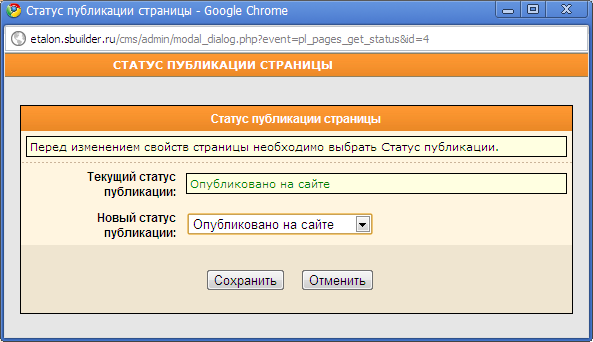 Статус публикации страницы - Google Chrome
etalon.sbuilder.ru/cms/admin/modal_dialog.php?event=pl_pages_get_status&id=4
СТАТУС ПУБЛИКАЦИИ СТРАНИЦЫ
Статус публикации страницы
Перед изменением свойств страницы необходимо выбрать Статус публикации.
Текущий статус
публикации:
Опубликовано на сайте
Новый статус
публикации:
Опубликовано на сайте
Сохранить Отменить